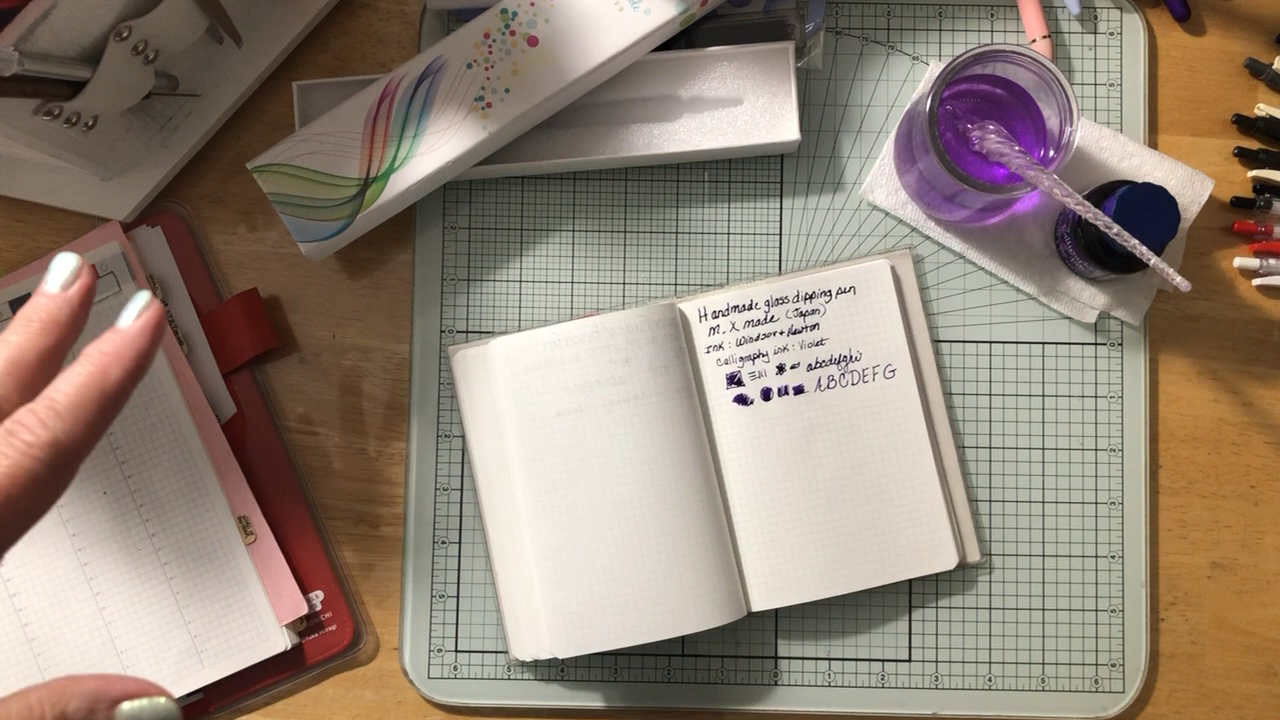 Handmade glass dipping pen
m. X made (Japan)
Ink: Windsor + Newton
Calligraphy ink: Violet
abcdefghi
ABCDEFG